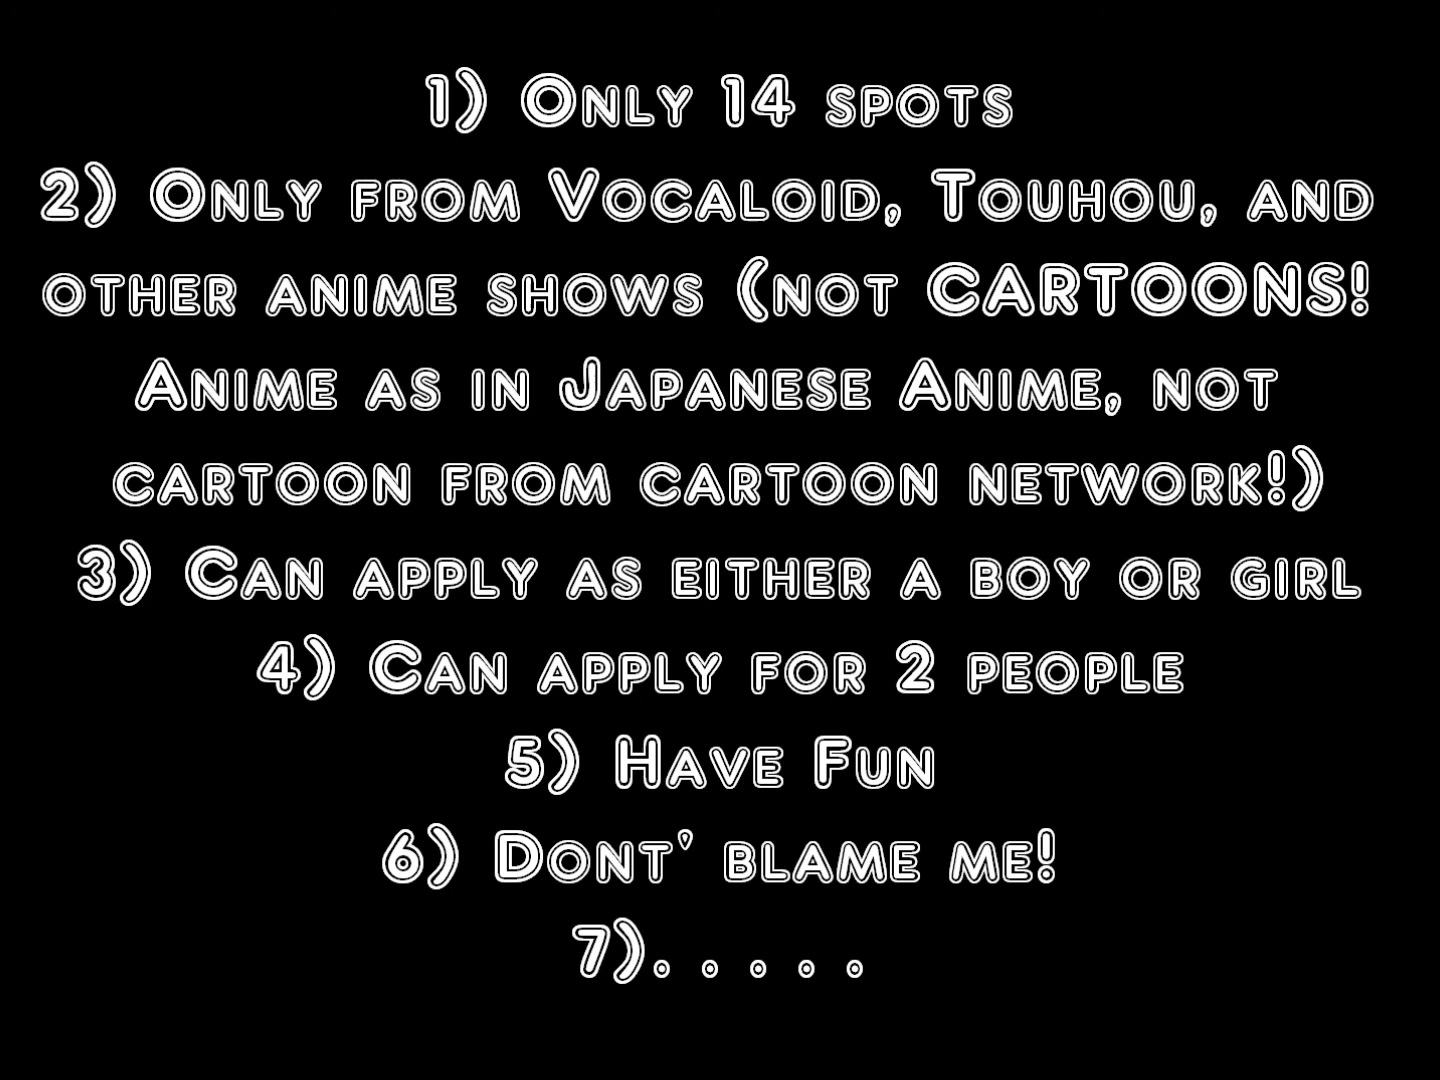 1) Only 14 spots
2) Only from Vocaloid, Touhou, and
other anime shows (not CARTOONS!
Anime as in Japanese Anime, not
cartoon from cartoon network!)
3) Can apply as either a boy or girl
4) Can apply for 2 people
5) Have Fun
6) Dont' blame me!
7). . . . .